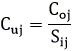 C_uj = C_oj / S_ij